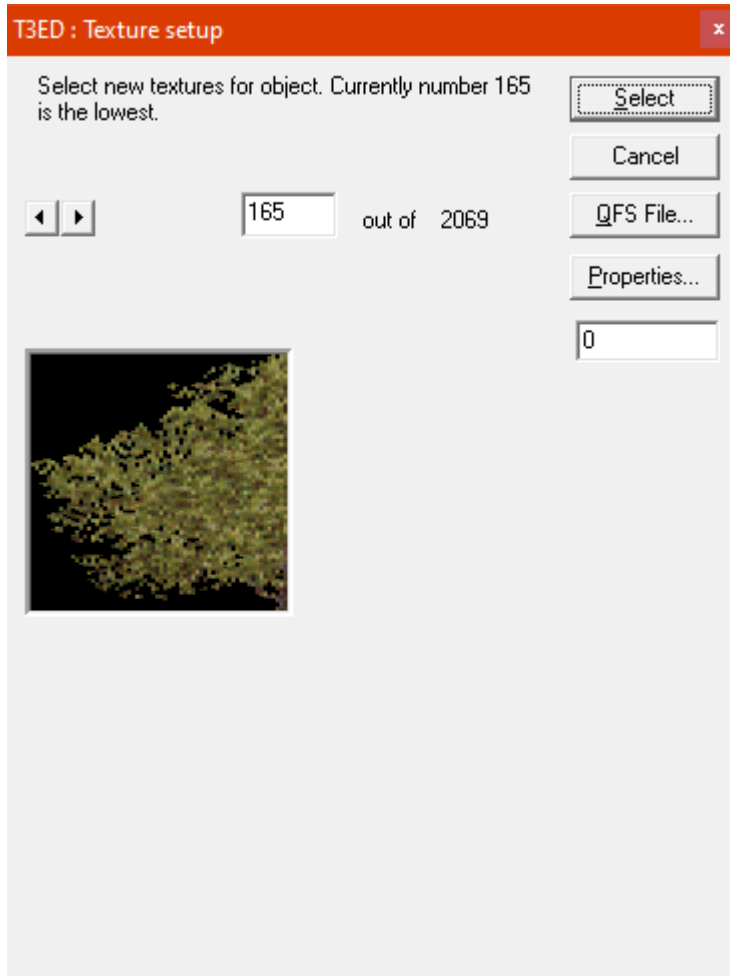 T3ED : Texture setup
x
Select new textures for object. Currently number 165
is the lowest.
Select
Cancel
165
out of 2069
QFS File...
Properties...
0